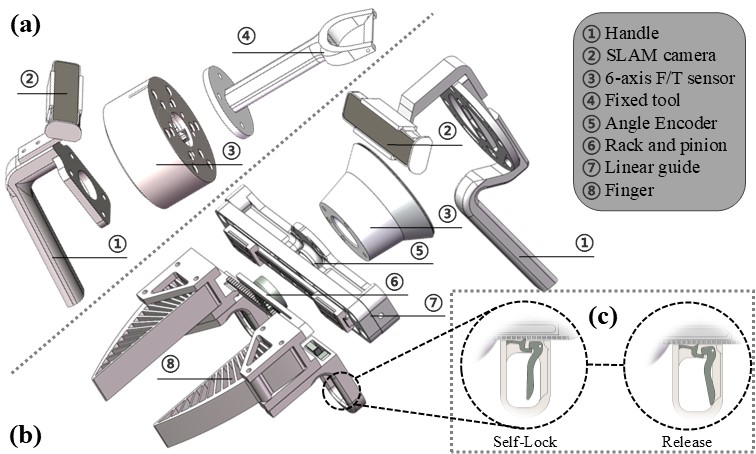 (a)
④
① Handle
② SLAM camera
③ 6-axis F/T sensor
④ Fixed tool
⑤ Angle Encoder
⑥ Rack and pinion
⑦ Linear guide
⑧ Finger
②
②
③
③
①
①
⑤
⑥
⑦
(c)
⑧
(b)
Self-Lock
Release